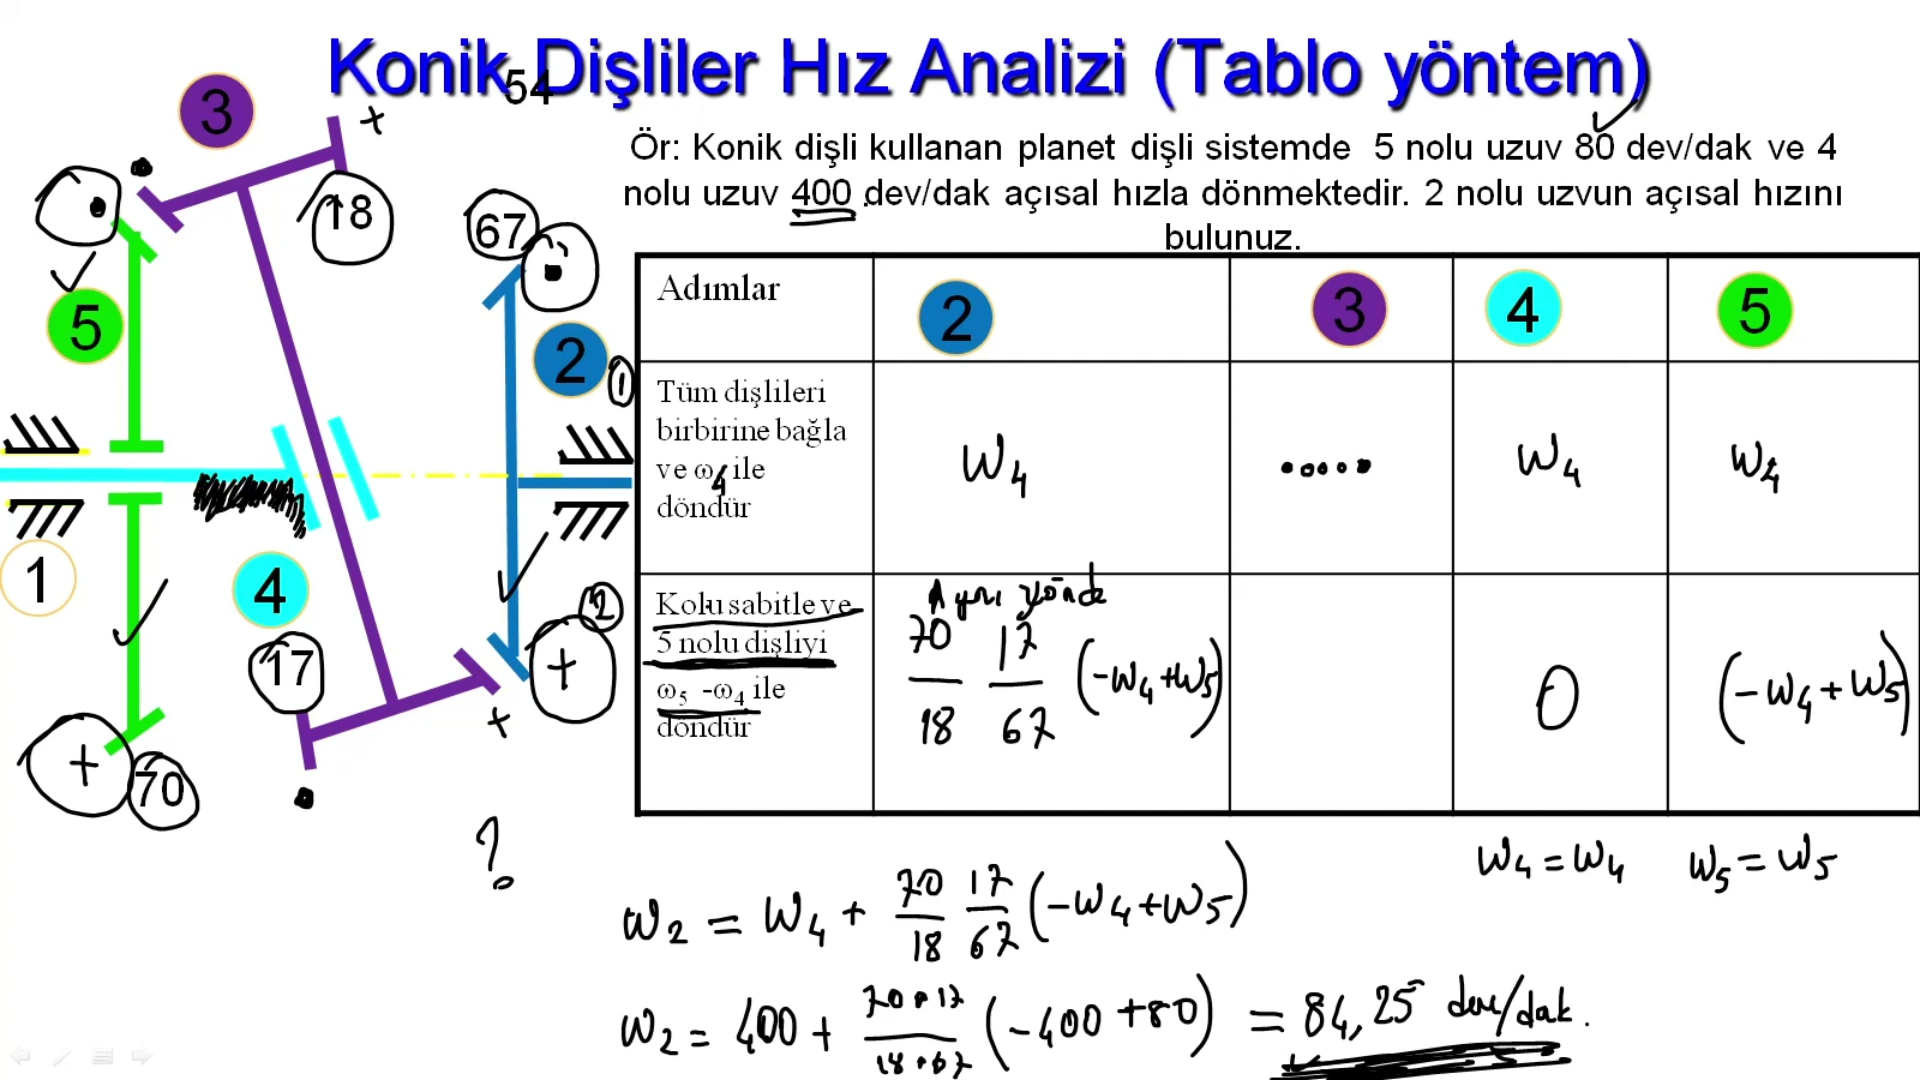 Konik Dişliler Hız Analizi (Tablo yöntem)
54
Ör: Konik dişli kullanan planet dişli sistemde 5 nolu uzuv 80 dev/dak ve 4
nolu uzuv 400 dev/dak açısal hızla dönmektedir. 2 nolu uzvun açısal hızını
bulunuz.
3
+
18
67
5
2
1
1
4
17
2
+
+
+
70
?
Adımlar
2
3
4
5
Tüm dişlileri
birbirine bağla
ve ω4 ile
döndür
W4
.....
W4
W4
Kolu sabitle ve
5 nolu dişliyi
ω5 -ω4 ile
döndür
Aynı yönde
70/18 17/67 (-W4+W5)
0
(-W4+W5)
W4=W4
W5=W5
W2 = W4 + 70/18 17/67 (-W4+W5)
W2 = 400 + 70•17/18•67 (-400+80) = 84,25 dev/dak.